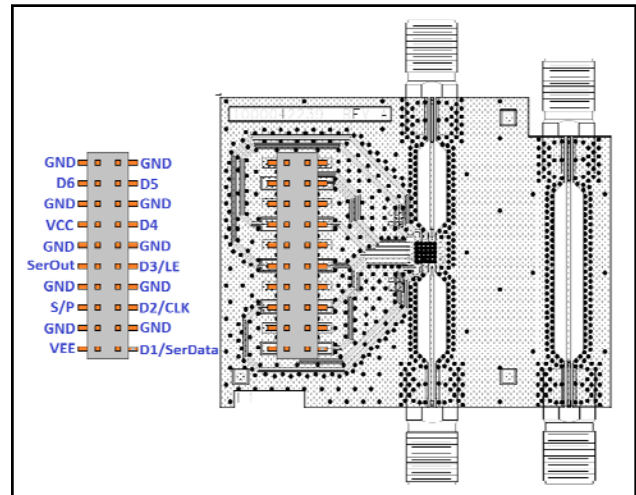 GND GND
D6 D5
GND GND
VCC D4
GND GND
SerOut D3/LE
GND GND
S/P D2/CLK
GND GND
VEE D1/SerData